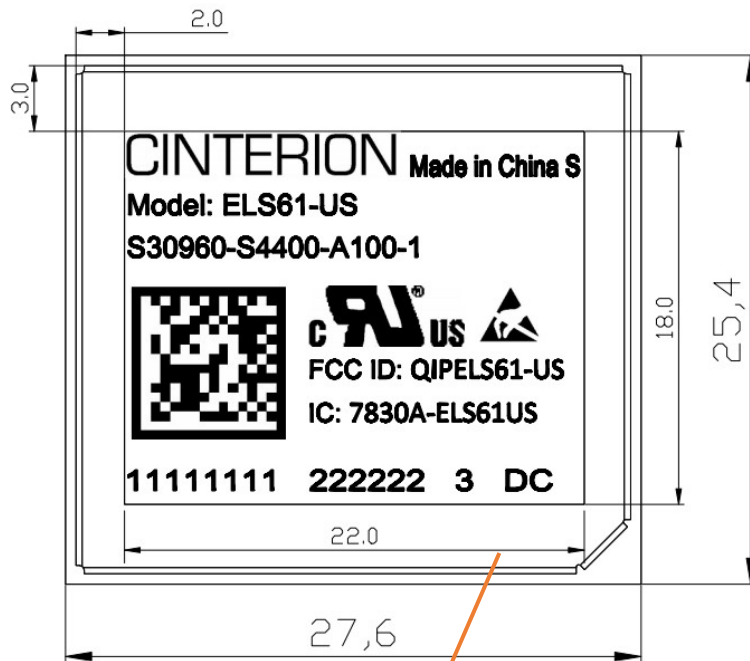 2.0
3.0
CINTERION Made in China S
Model: ELS61-US
S30960-S4400-A100-1
C RU US ®
FCC ID: QIPELS61-US
IC: 7830A-ELS61US
11111111 222222 3 DC
18.0
25,4
22.0
27,6